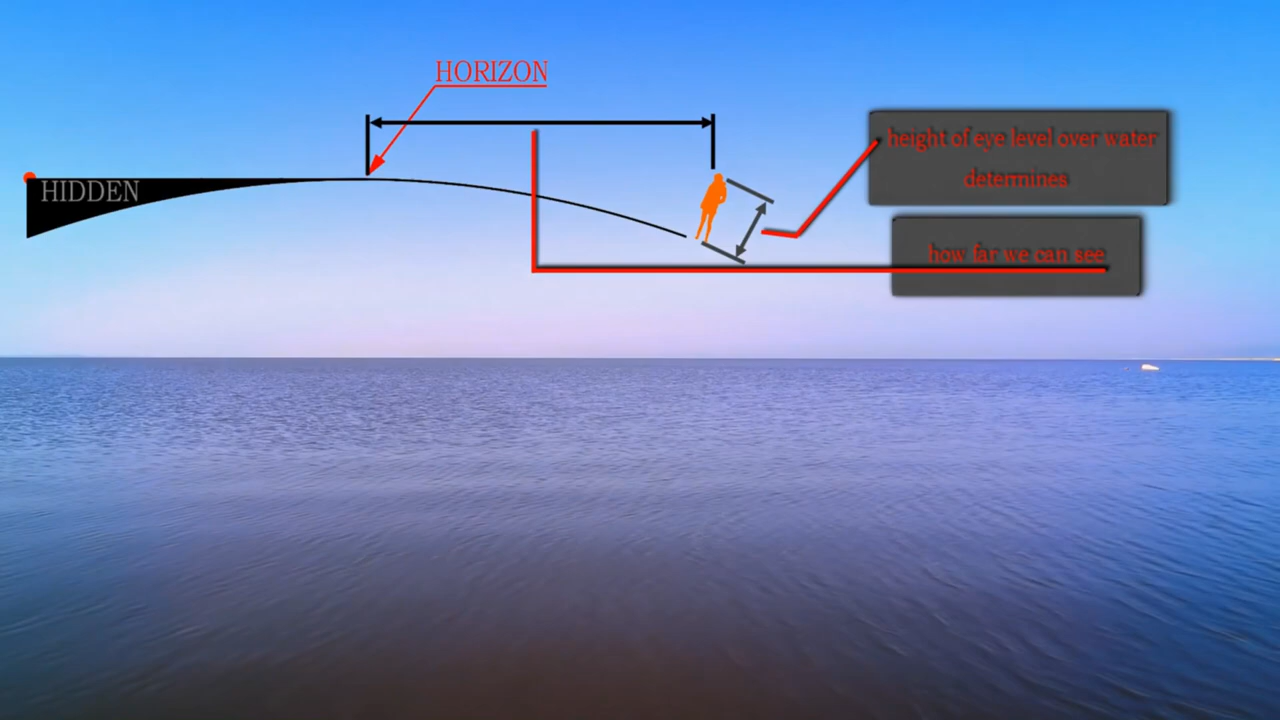 HORIZON
HIDDEN
height of eye level over water
determines
how far we can see